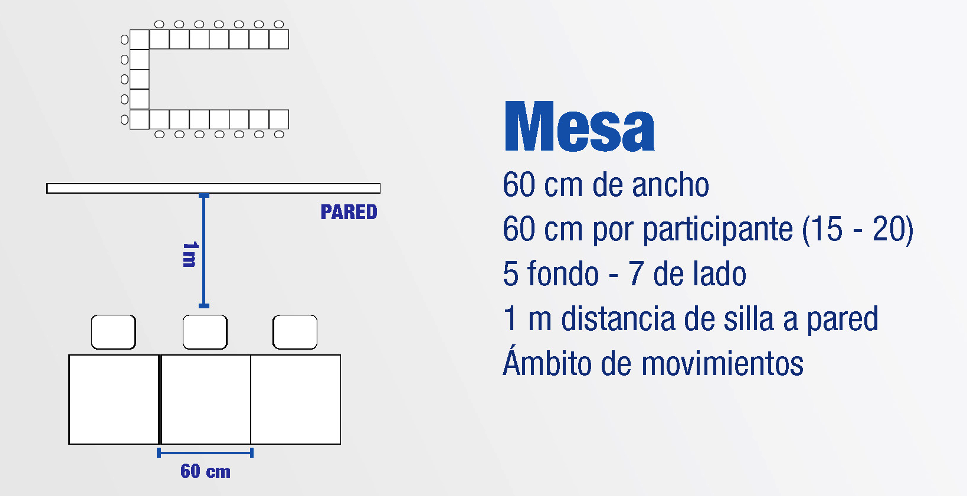 PARED
1m
60 cm
Mesa
60 cm de ancho
60 cm por participante (15 - 20)
5 fondo - 7 de lado
1 m distancia de silla a pared
Ámbito de movimientos